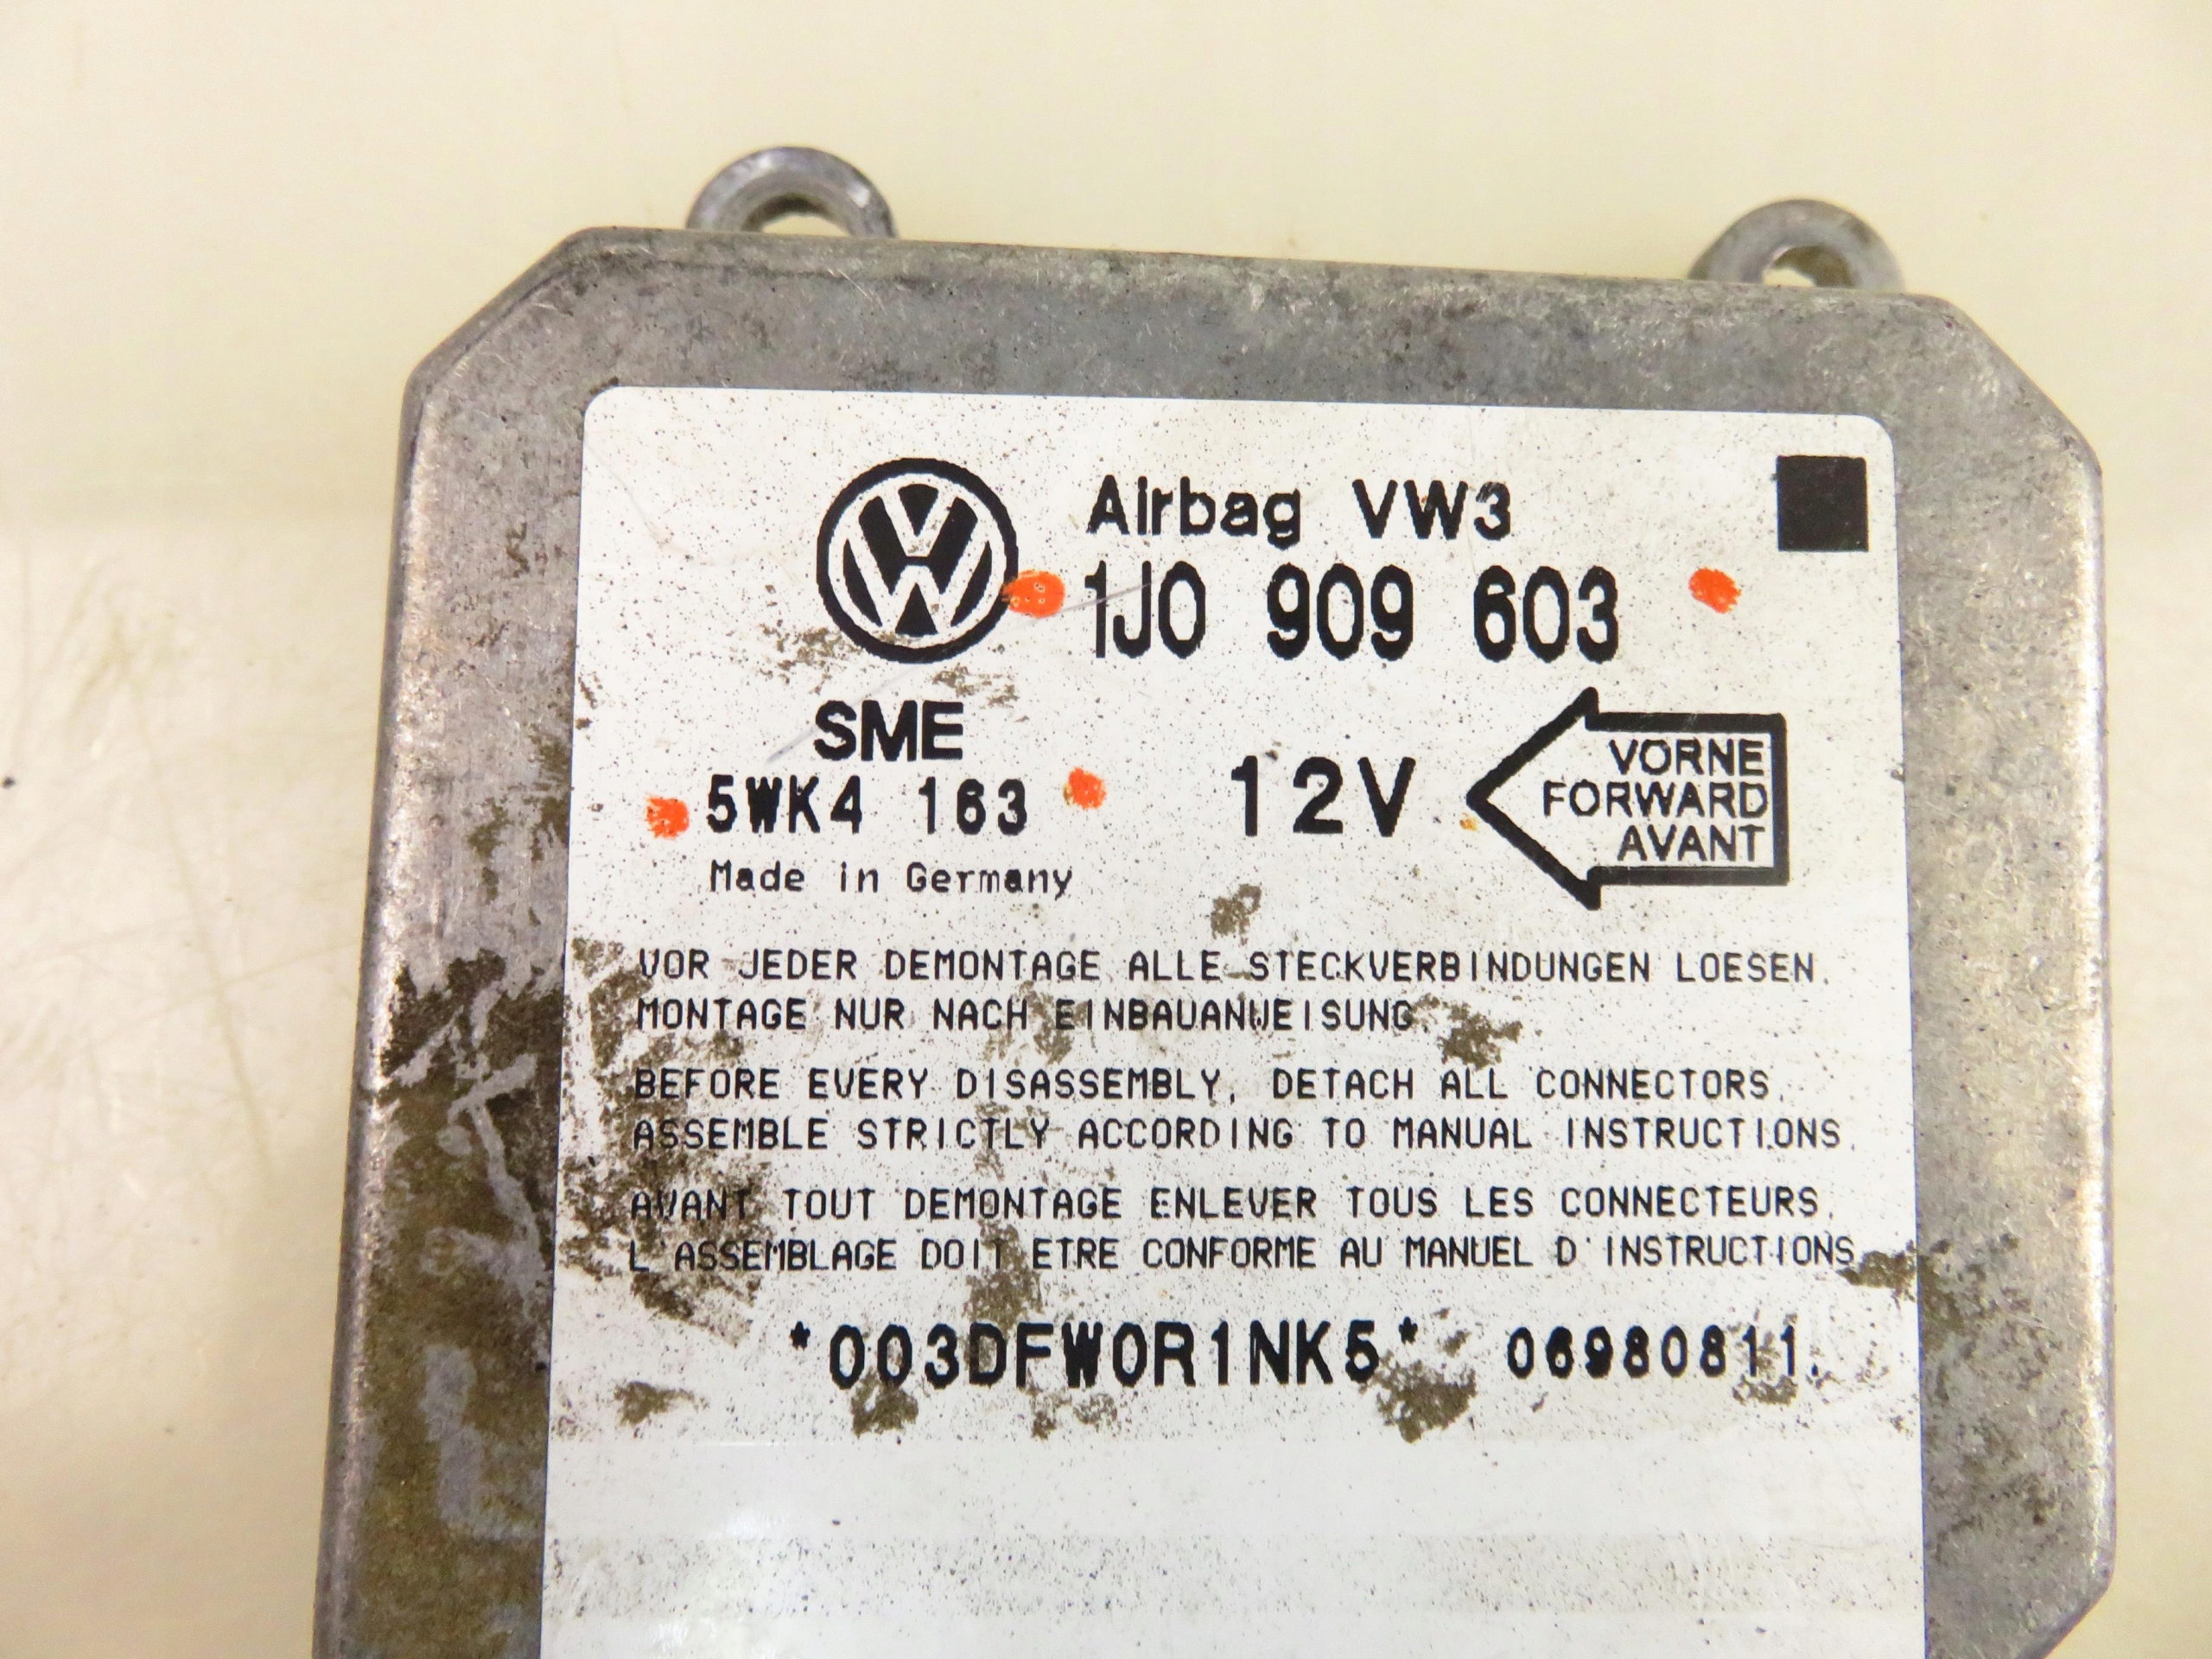 Airbag VW3
1J0 909 603
SME
5WK4 163
12V
VORNE
FORWARD
AVANT
Made in Germany
VOR JEDER DEMONTAGE ALLE STECKVERBINDUNGEN LOESEN.
MONTAGE NUR NACH EINBAUANWEISUNG.
BEFORE EVERY DISASSEMBLY, DETACH ALL CONNECTORS.
ASSEMBLE STRICTLY ACCORDING TO MANUAL INSTRUCTIONS.
AVANT TOUT DEMONTAGE ENLEVER TOUS LES CONNECTEURS.
L'ASSEMBLAGE DOIT ETRE CONFORME AU MANUEL D'INSTRUCTIONS
*003DFW0R1NK5* 06980811.